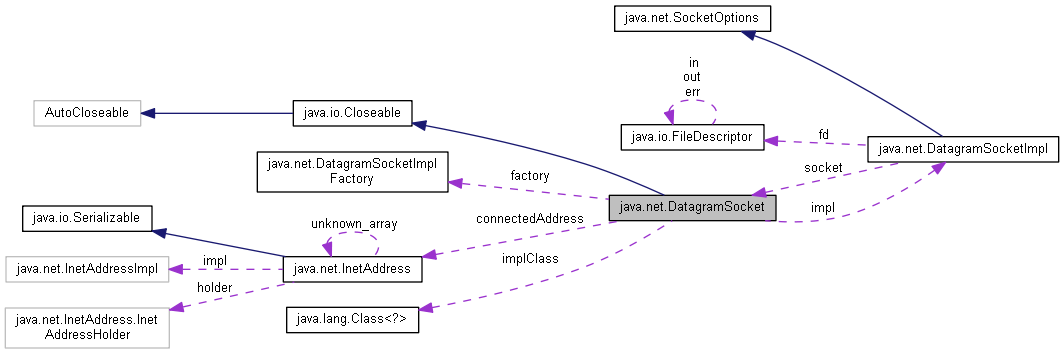 java.net.SocketOptions
in
out
err
AutoCloseable
java.io.Closeable
java.io.FileDescriptor
fd
java.net.DatagramSocketImpl
java.net.DatagramSocketImpl
Factory
factory
socket
java.net.DatagramSocket
impl
java.io.Serializable
unknown_array
connectedAddress
java.net.InetAddressImpl
impl
java.net.InetAddress
implClass
holder
java.net.InetAddress.Inet
AddressHolder
java.lang.Class<?>